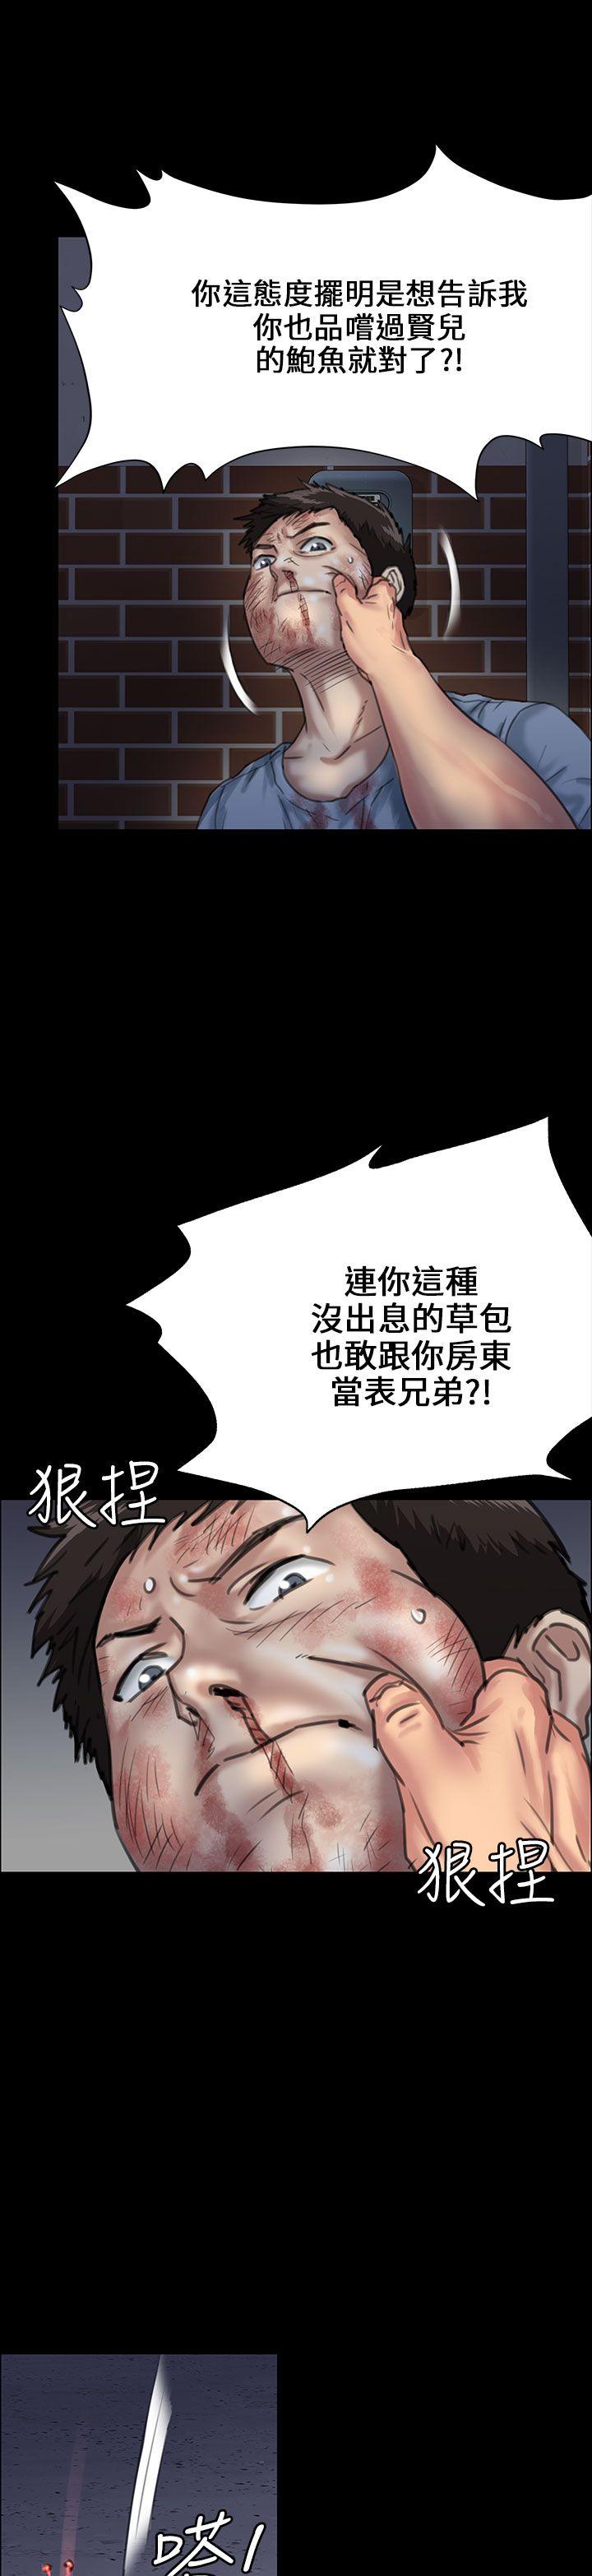 你這態度擺明是想告訴我
你也品嚐過賢兒
的鮑魚就對了?!
連你這種
沒出息的草包
也敢跟你房東
當表兄弟?!
狠捏
狠捏
嗒!